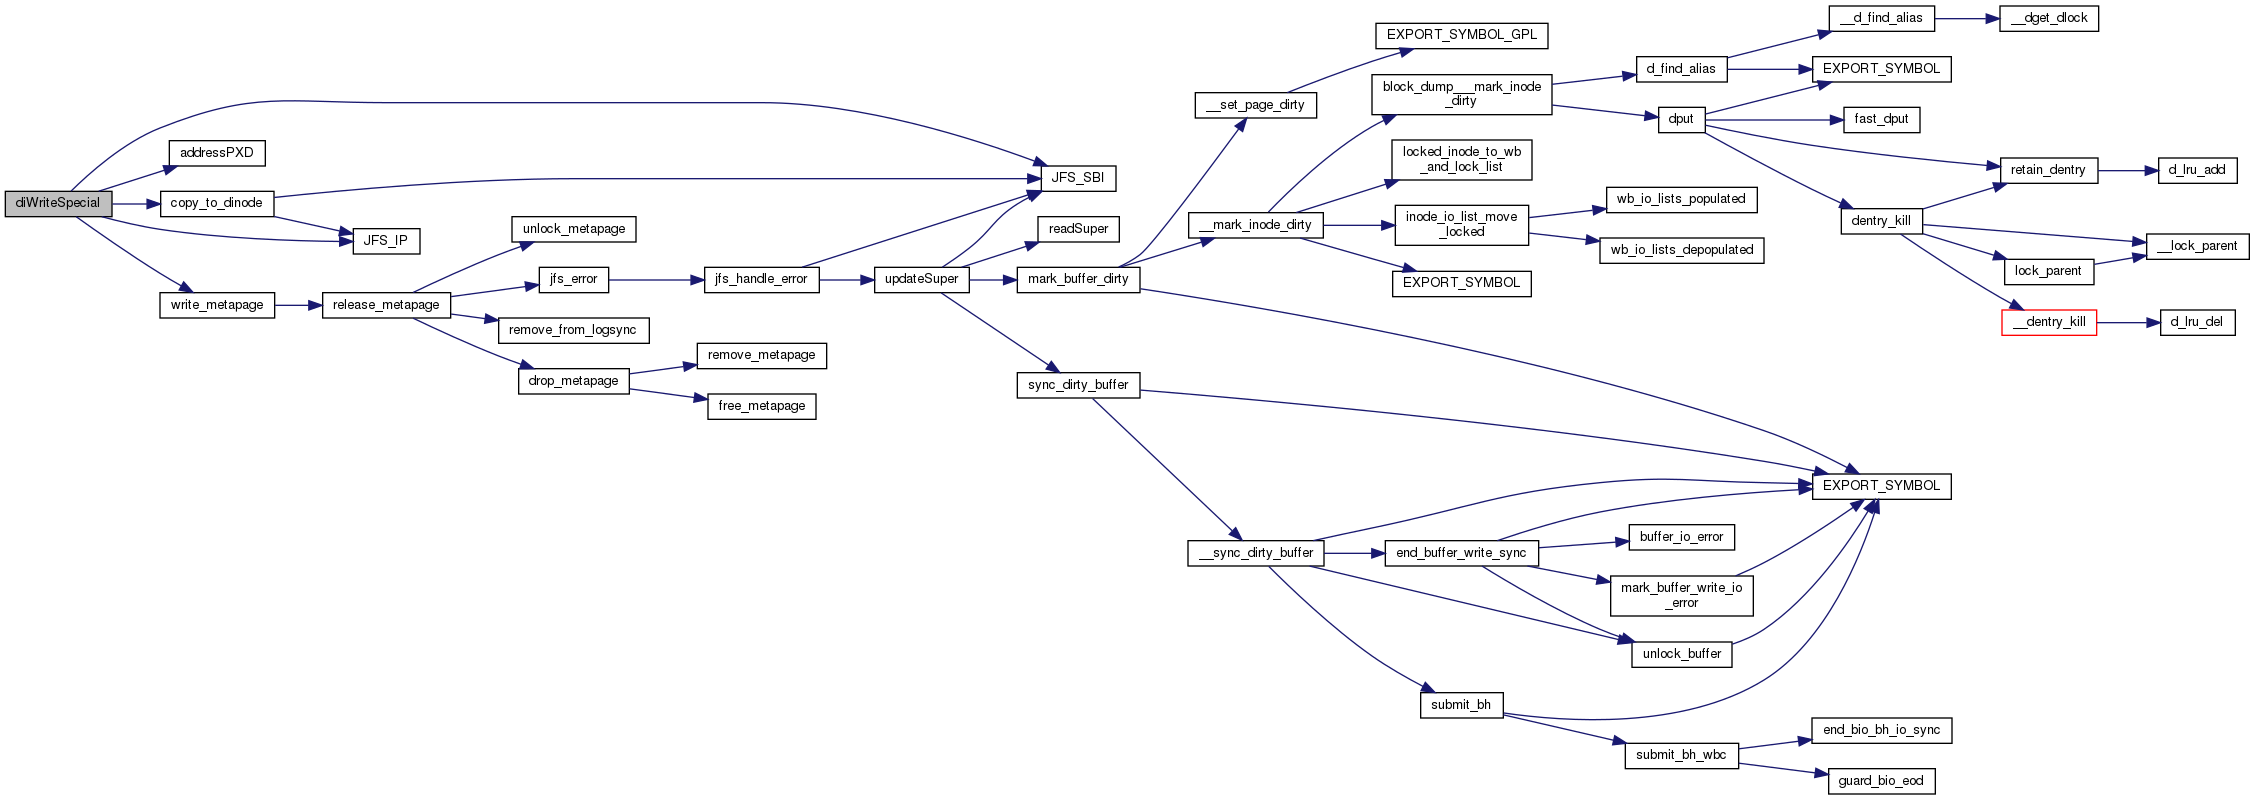 diWriteSpecial
addressPXD
copy_to_dinode
JFS_IP
write_metapage
release_metapage
unlock_metapage
jfs_error
remove_from_logsync
drop_metapage
remove_metapage
free_metapage
jfs_handle_error
updateSuper
JFS_SBI
readSuper
mark_buffer_dirty
sync_dirty_buffer
__set_page_dirty
EXPORT_SYMBOL_GPL
__mark_inode_dirty
block_dump___mark_inode
_dirty
locked_inode_to_wb
_and_lock_list
inode_io_list_move
_locked
EXPORT_SYMBOL
wb_io_lists_populated
wb_io_lists_depopulated
d_find_alias
dput
__d_find_alias
__dget_dlock
EXPORT_SYMBOL
fast_dput
retain_dentry
d_lru_add
dentry_kill
__lock_parent
lock_parent
__dentry_kill
d_lru_del
EXPORT_SYMBOL
__sync_dirty_buffer
end_buffer_write_sync
buffer_io_error
mark_buffer_write_io
_error
unlock_buffer
submit_bh
submit_bh_wbc
end_bio_bh_io_sync
guard_bio_eod